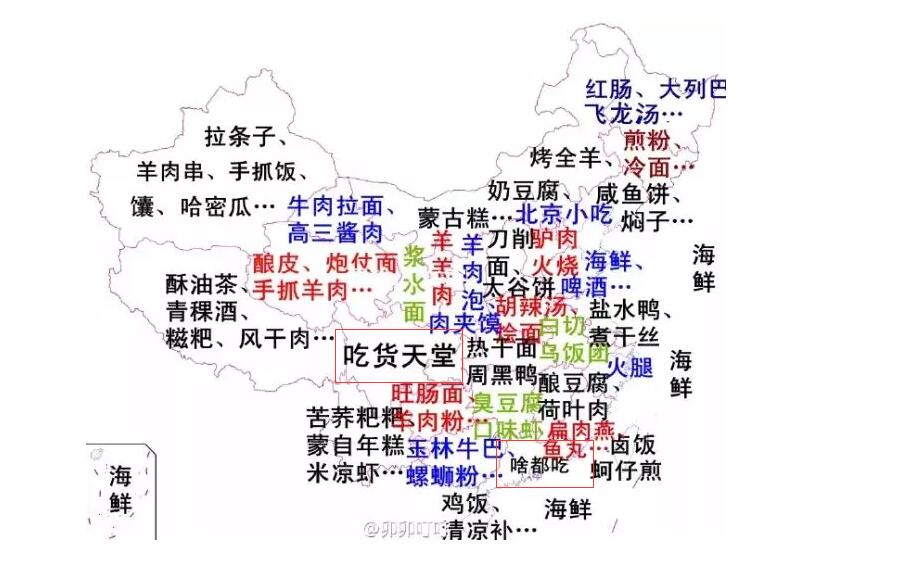 红肠、大列巴
飞龙汤…
拉条子、
羊肉串、手抓饭、
馕、哈密瓜…
煎粉、
冷面…
烤全羊、
奶豆腐、
蒙古糕…
咸鱼饼、
焖子…
牛肉拉面、
高三酱肉
北京小吃
酿皮、炮仗面
手抓羊肉…
浆水面
羊羔肉
羊肉泡、
肉夹馍
刀削
面、
太谷饼
驴肉
火烧
海鲜、
啤酒…
海鲜
酥油茶、
青稞酒、
糍粑、风干肉…
胡辣汤、
烩面
白切
乌饭团
盐水鸭、
煮干丝
吃货天堂
热干面
周黑鸭
火腿
海鲜
旺肠面、
羊肉粉…
臭豆腐
口味虾
酿豆腐、
荷叶肉
苦荞粑粑、
蒙自年糕
米凉虾…
扁肉燕
鱼丸…
玉林牛巴、
螺蛳粉…
啥都吃
卤饭
蚵仔煎
海鲜
鸡饭、
清凉补…
海鲜